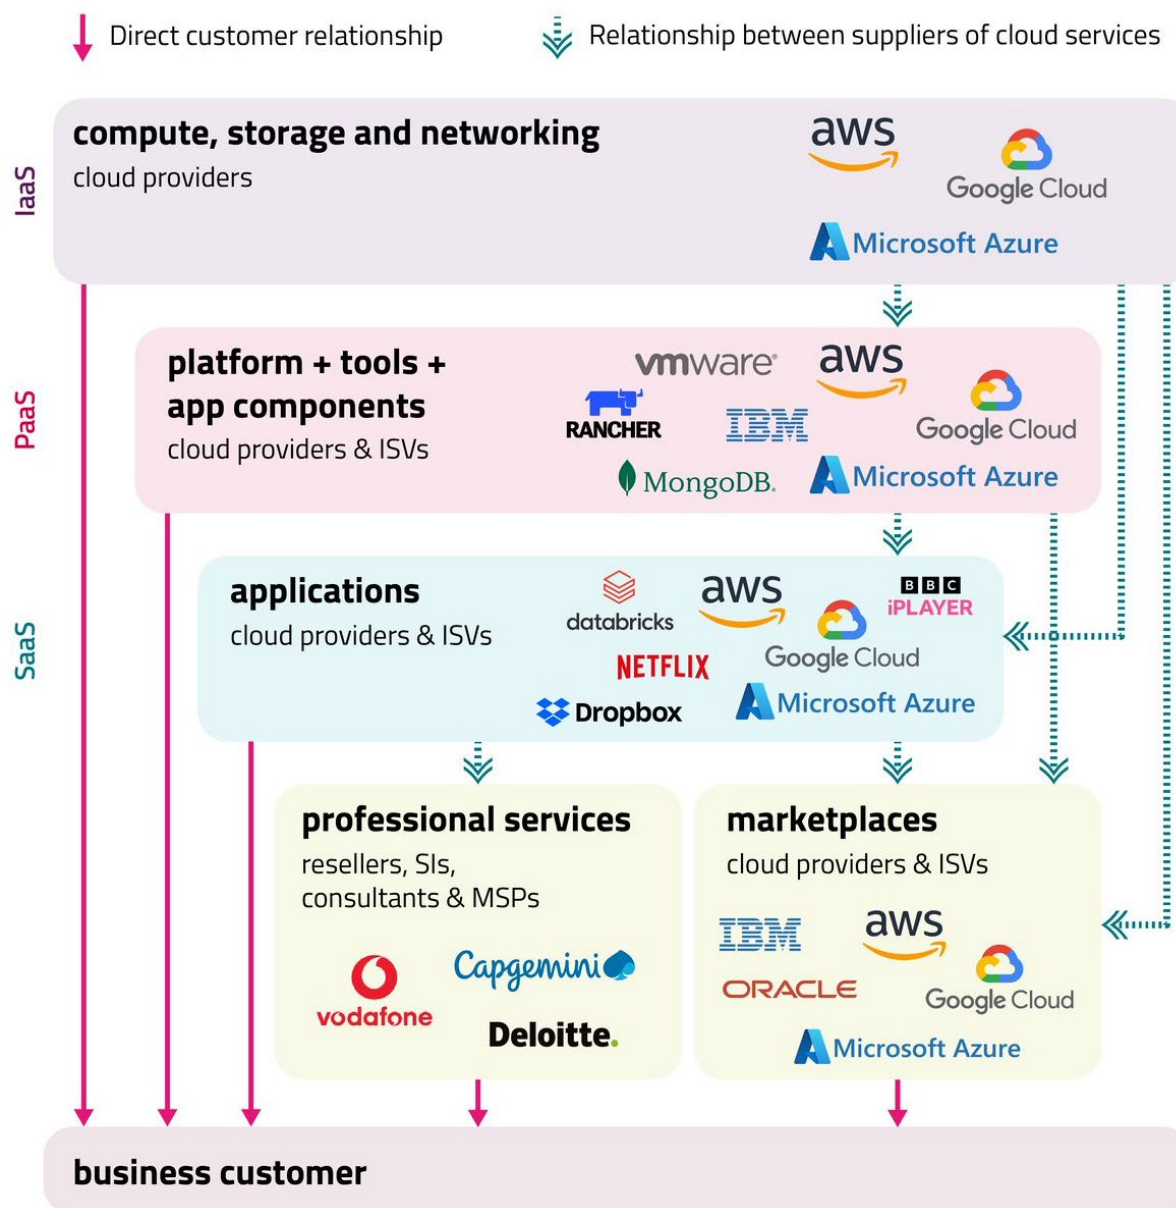 Direct customer relationship
Relationship between suppliers of cloud services
IaaS
compute, storage and networking
cloud providers
aws
Google Cloud
Microsoft Azure
PaaS
platform + tools +
app components
cloud providers & ISVs
vmware®
aws
RANCHER
IBM
Google Cloud
MongoDB.
Microsoft Azure
SaaS
applications
cloud providers & ISVs
databricks
aws
BBC
iPLAYER
Google Cloud
NETFLIX
Dropbox
Microsoft Azure
professional services
resellers, SIs,
consultants & MSPs
vodafone
Capgemini
Deloitte.
marketplaces
cloud providers & ISVs
IBM
aws
ORACLE
Google Cloud
Microsoft Azure
business customer